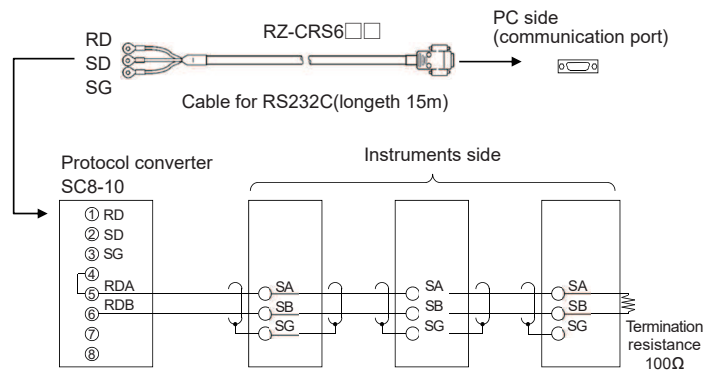 RZ-CRS6□□
PC side
(communication port)
RD
SD
SG
Cable for RS232C(longeth 15m)
Protocol converter
SC8-10
Instruments side
① RD
② SD
③ SG
④
⑤ RDA
⑥ RDB
⑦
⑧
SA
SB
SG
SA
SB
SG
SA
SB
SG
Termination
resistance
100Ω